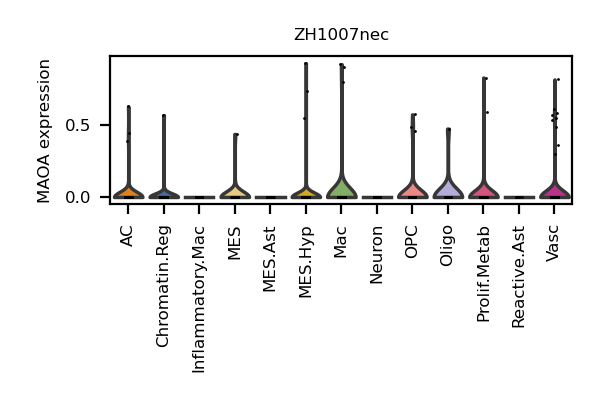 ZH1007nec
MAOA expression
0.5
0.0
AC
Chromatin.Reg
Inflammatory.Mac
MES
MES.Ast
MES.Hyp
Mac
Neuron
OPC
Oligo
Prolif.Metab
Reactive.Ast
Vasc